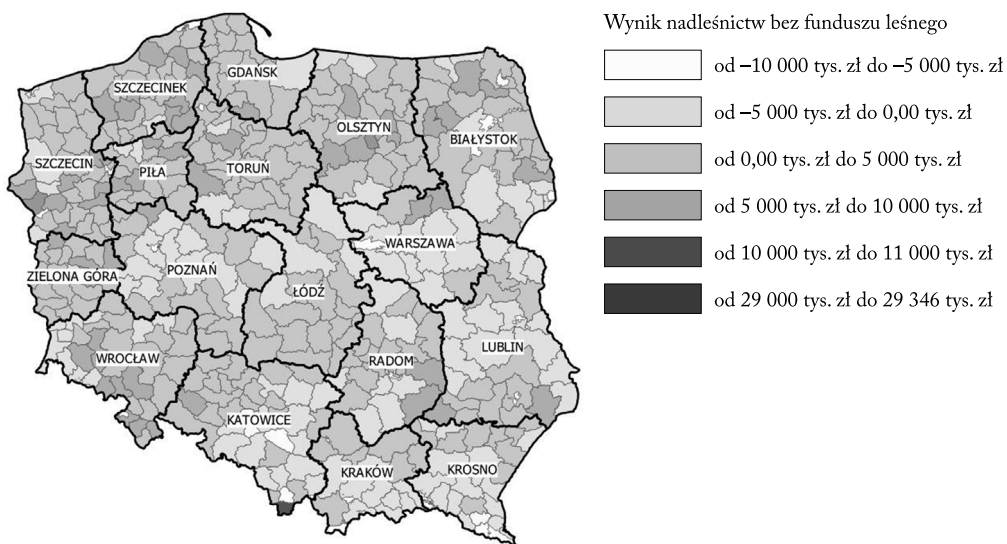 Wynik nadleśnictw bez funduszu leśnego
od –10 000 tys. zł do –5 000 tys. zł
od –5 000 tys. zł do 0,00 tys. zł
od 0,00 tys. zł do 5 000 tys. zł
od 5 000 tys. zł do 10 000 tys. zł
od 10 000 tys. zł do 11 000 tys. zł
od 29 000 tys. zł do 29 346 tys. zł
GDAŃSK
SZCZECINEK
OLSZTYN
BIAŁYSTOK
SZCZECIN
PIŁA
TORUŃ
WARSZAWA
ZIELONA GÓRA
POZNAŃ
ŁÓDŹ
WROCŁAW
RADOM
LUBLIN
KATOWICE
KRAKÓW
KROSNO